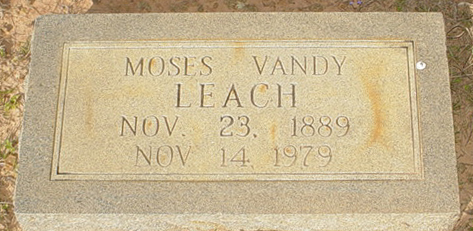 MOSES VANDY
LEACH
NOV. 23, 1889
NOV 14, 1979